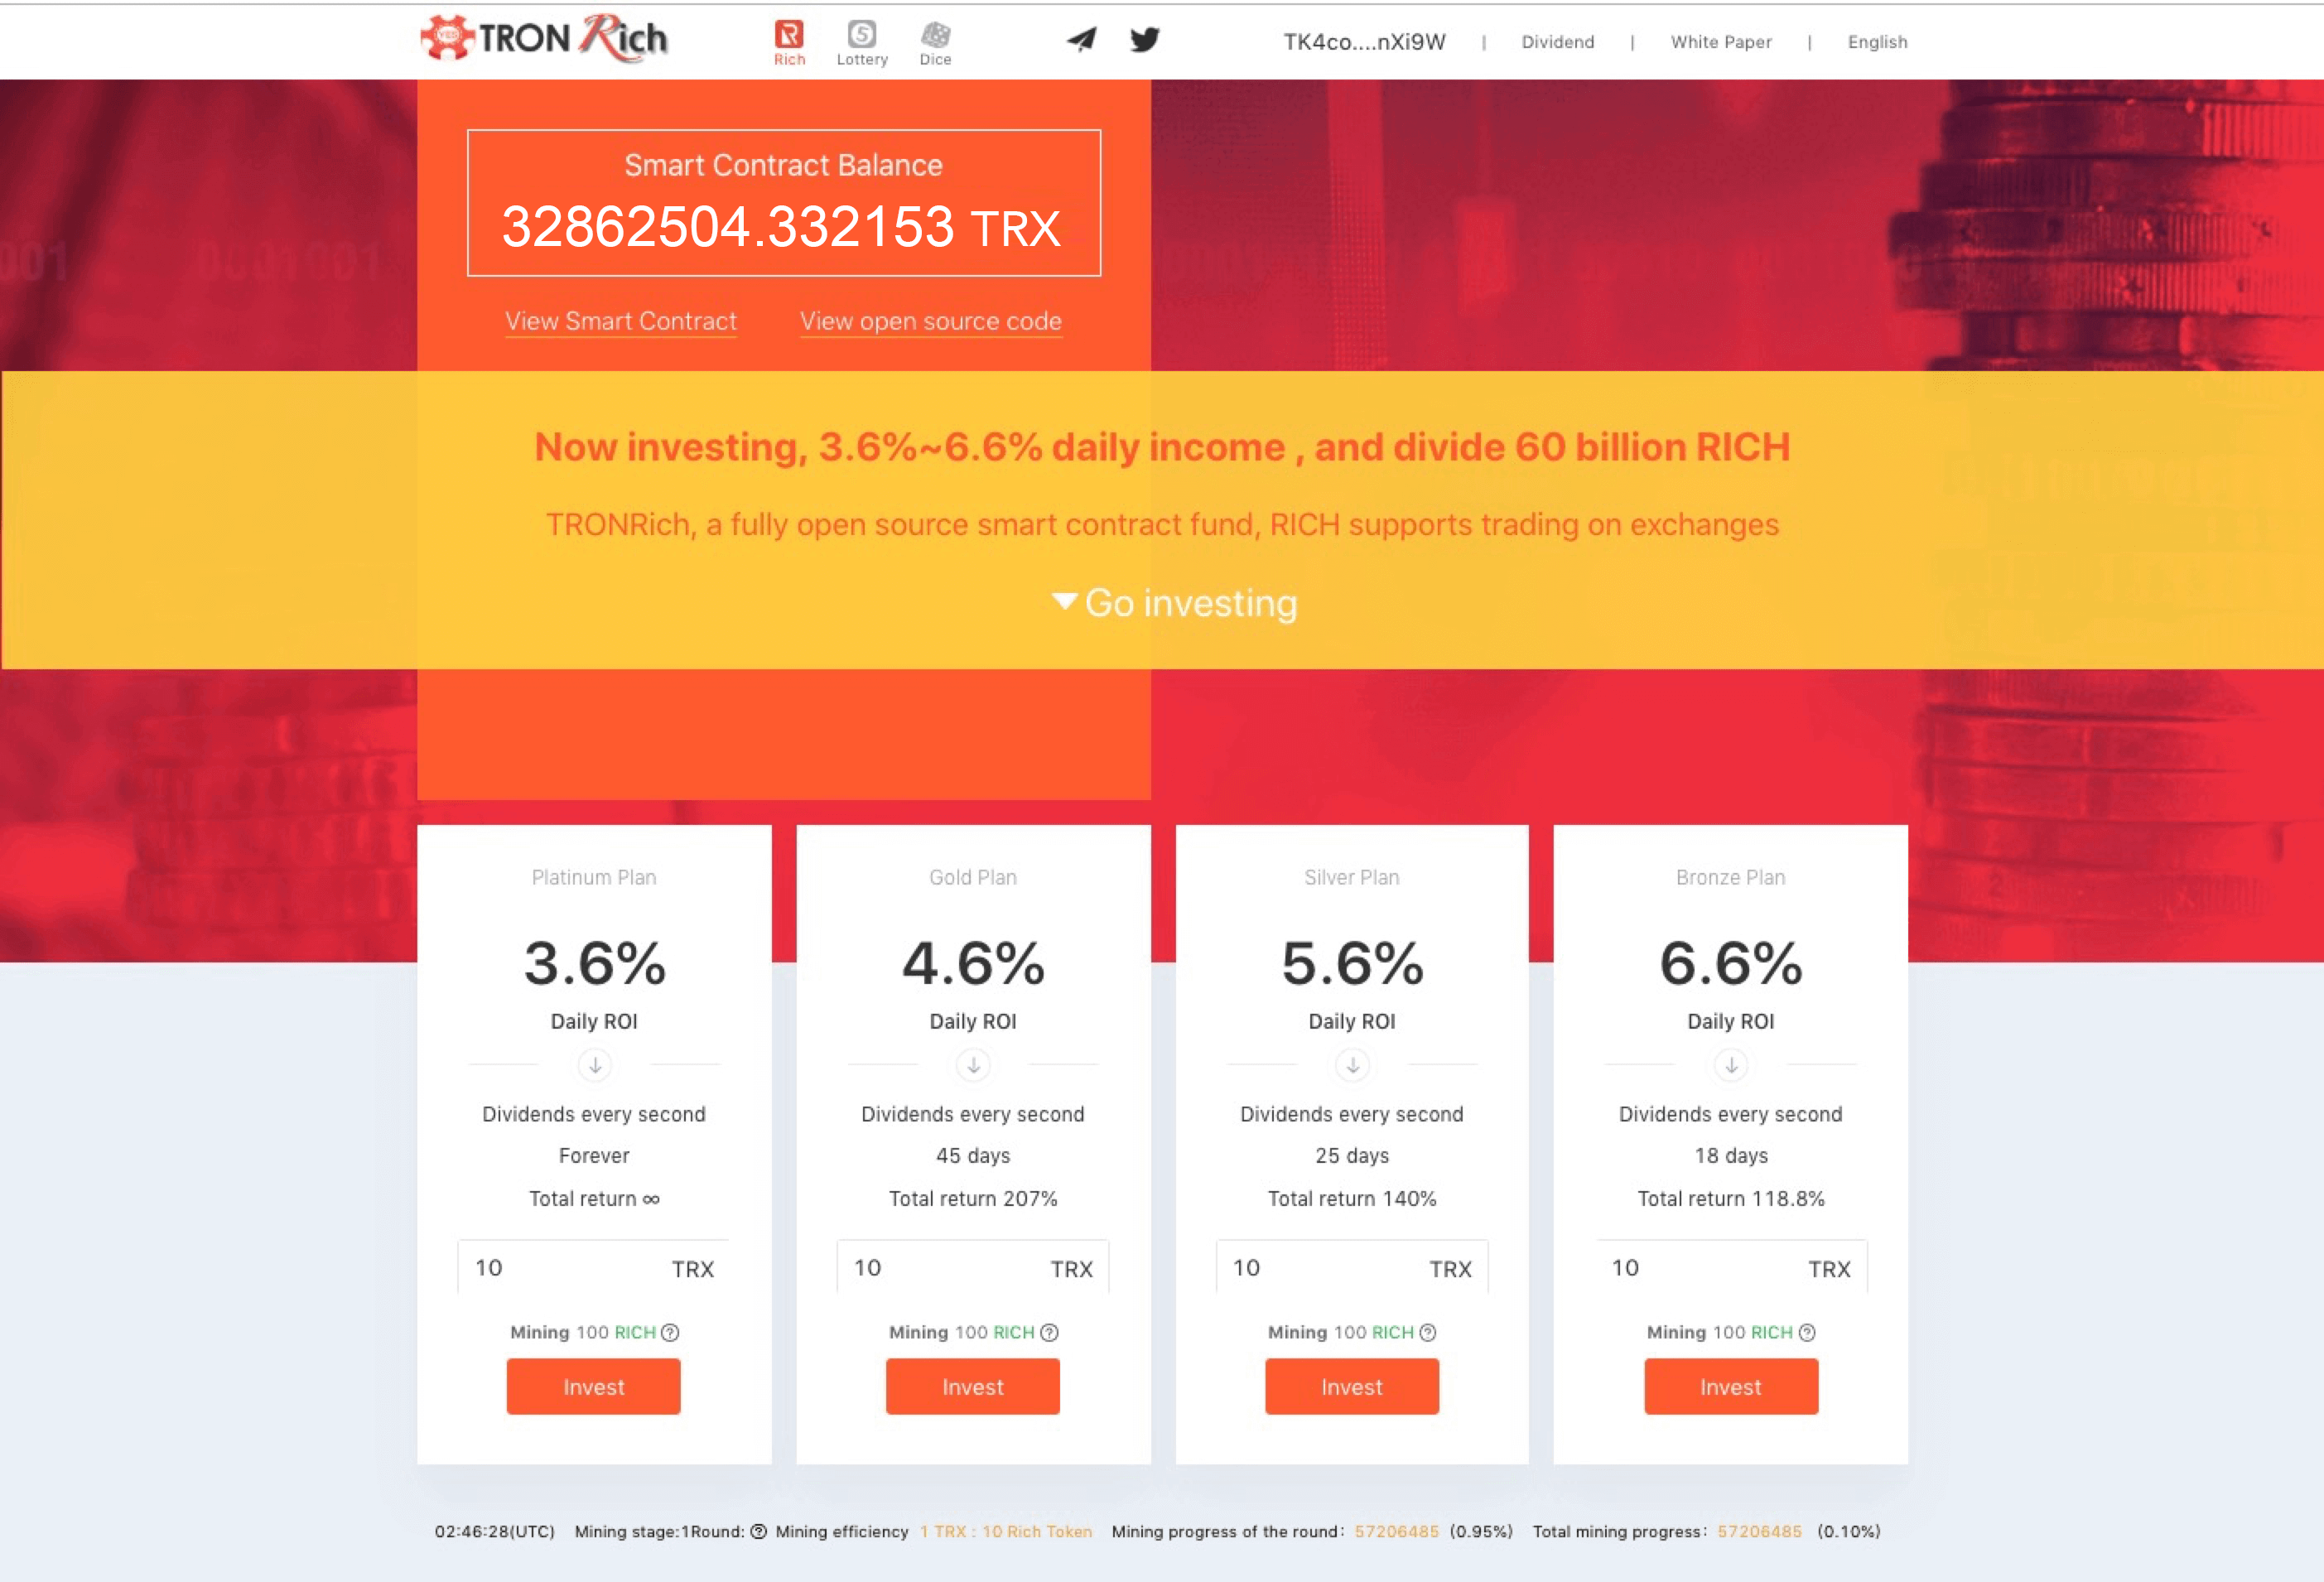 YES TRON Rich
Rich
Lottery
Dice
TK4co....nXi9W | Dividend | White Paper | English
Smart Contract Balance
32862504.332153 TRX
View Smart Contract View open source code
Now investing, 3.6%~6.6% daily income , and divide 60 billion RICH
TRONRich, a fully open source smart contract fund, RICH supports trading on exchanges
Go investing
Platinum Plan
3.6%
Daily ROI
Dividends every second
Forever
Total return ∞
10 TRX
Mining 100 RICH ?
Invest
Gold Plan
4.6%
Daily ROI
Dividends every second
45 days
Total return 207%
10 TRX
Mining 100 RICH ?
Invest
Silver Plan
5.6%
Daily ROI
Dividends every second
25 days
Total return 140%
10 TRX
Mining 100 RICH ?
Invest
Bronze Plan
6.6%
Daily ROI
Dividends every second
18 days
Total return 118.8%
10 TRX
Mining 100 RICH ?
Invest
02:46:28(UTC) Mining stage:1Round: ? Mining efficiency 1 TRX : 10 Rich Token Mining progress of the round: 57206485 (0.95%) Total mining progress: 57206485 (0.10%)